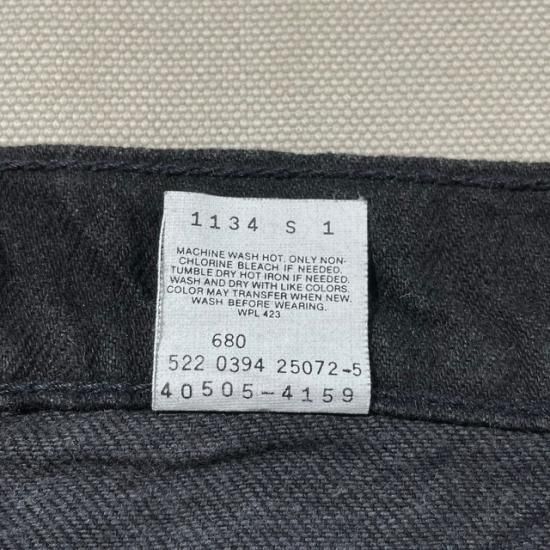 1134 S 1
MACHINE WASH HOT. ONLY NON-
CHLORINE BLEACH IF NEEDED.
TUMBLE DRY HOT IRON IF NEEDED.
WASH AND DRY WITH LIKE COLORS.
COLOR MAY TRANSFER WHEN NEW.
WASH BEFORE WEARING.
WPL 423
680
522 0394 25072-5
40505-4159